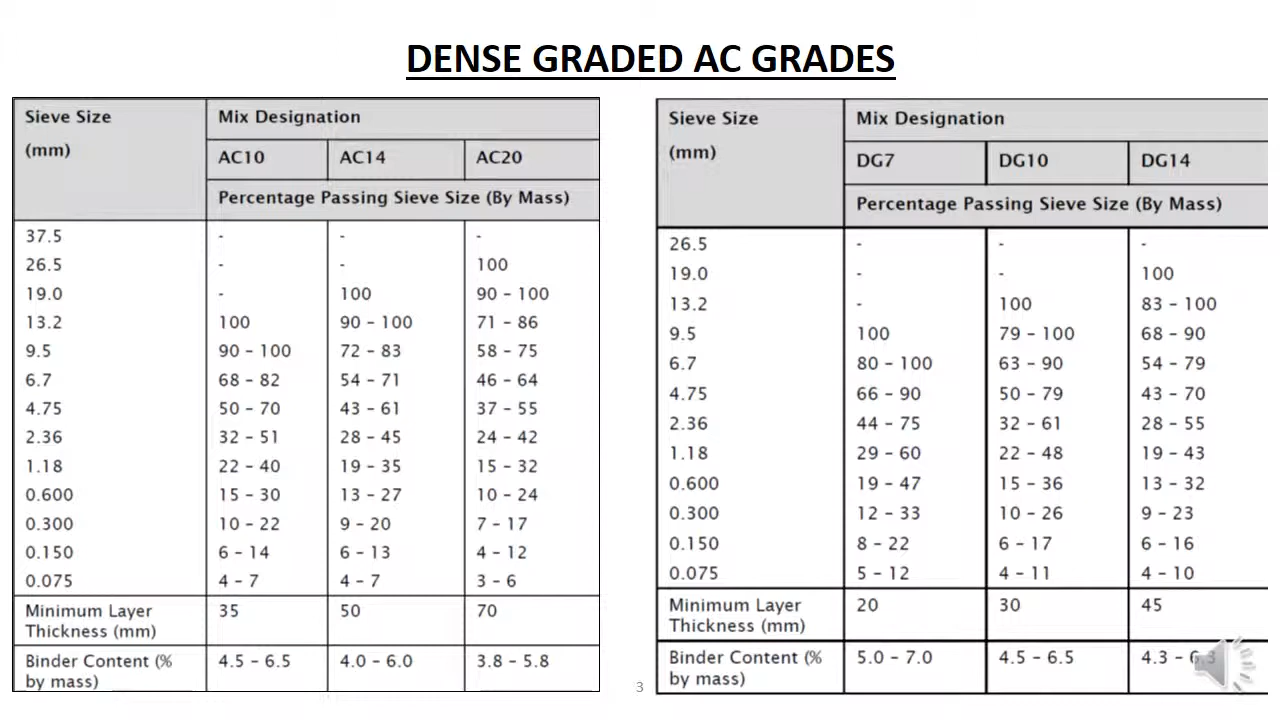 DENSE GRADED AC GRADES
Sieve Size (mm) Mix Designation
AC10 AC14 AC20
Percentage Passing Sieve Size (By Mass)
37.5 - - -
26.5 - - 100
19.0 - 100 90 – 100
13.2 100 90 – 100 71 – 86
9.5 90 – 100 72 – 83 58 – 75
6.7 68 – 82 54 – 71 46 – 64
4.75 50 – 70 43 – 61 37 – 55
2.36 32 – 51 28 – 45 24 – 42
1.18 22 – 40 19 – 35 15 – 32
0.600 15 – 30 13 – 27 10 – 24
0.300 10 – 22 9 – 20 7 – 17
0.150 6 – 14 6 – 13 4 – 12
0.075 4 – 7 4 – 7 3 – 6
Minimum Layer Thickness (mm) 35 50 70
Binder Content (% by mass) 4.5 – 6.5 4.0 – 6.0 3.8 – 5.8
Sieve Size (mm) Mix Designation
DG7 DG10 DG14
Percentage Passing Sieve Size (By Mass)
26.5 - - -
19.0 - - 100
13.2 - 100 83 – 100
9.5 100 79 – 100 68 – 90
6.7 80 – 100 63 – 90 54 – 79
4.75 66 – 90 50 – 79 43 – 70
2.36 44 – 75 32 – 61 28 – 55
1.18 29 – 60 22 – 48 19 – 43
0.600 19 – 47 15 – 36 13 – 32
0.300 12 – 33 10 – 26 9 – 23
0.150 8 – 22 6 – 17 6 – 16
0.075 5 – 12 4 – 11 4 – 10
Minimum Layer Thickness (mm) 20 30 45
Binder Content (% by mass) 5.0 – 7.0 4.5 – 6.5 4.3 – 6.3
3